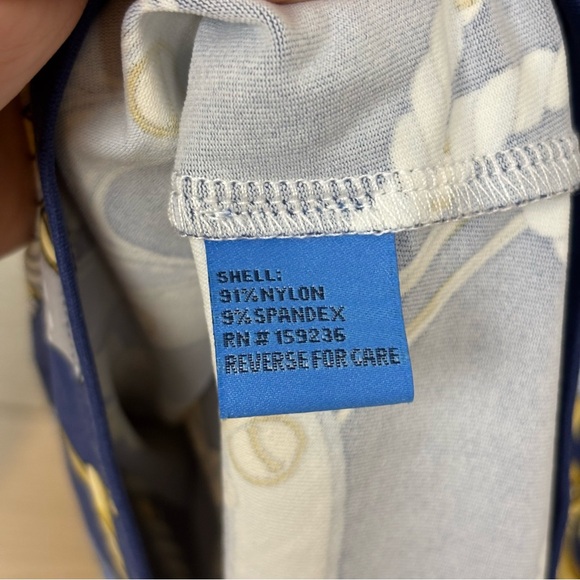 SHELL:
91% NYLON
9% SPANDEX
RN # 159236
REVERSE FOR CARE